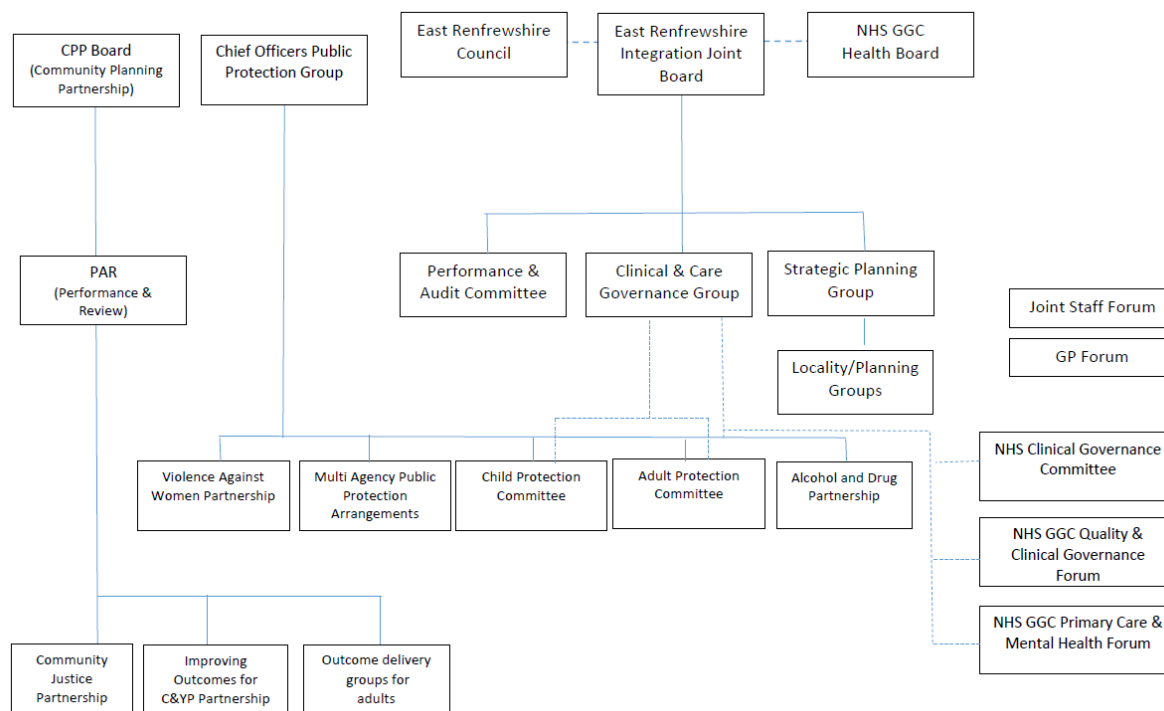 CPP Board
(Community Planning
Partnership)
Chief Officers Public
Protection Group
East Renfrewshire
Council
East Renfrewshire
Integration Joint
Board
NHS GGC
Health Board
PAR
(Performance &
Review)
Performance &
Audit Committee
Clinical & Care
Governance Group
Strategic Planning
Group
Joint Staff Forum
GP Forum
Locality/Planning
Groups
Violence Against
Women Partnership
Multi Agency Public
Protection
Arrangements
Child Protection
Committee
Adult Protection
Committee
Alcohol and Drug
Partnership
NHS Clinical Governance
Committee
NHS GGC Quality &
Clinical Governance
Forum
NHS GGC Primary Care &
Mental Health Forum
Community
Justice
Partnership
Improving
Outcomes for
C&YP Partnership
Outcome delivery
groups for
adults